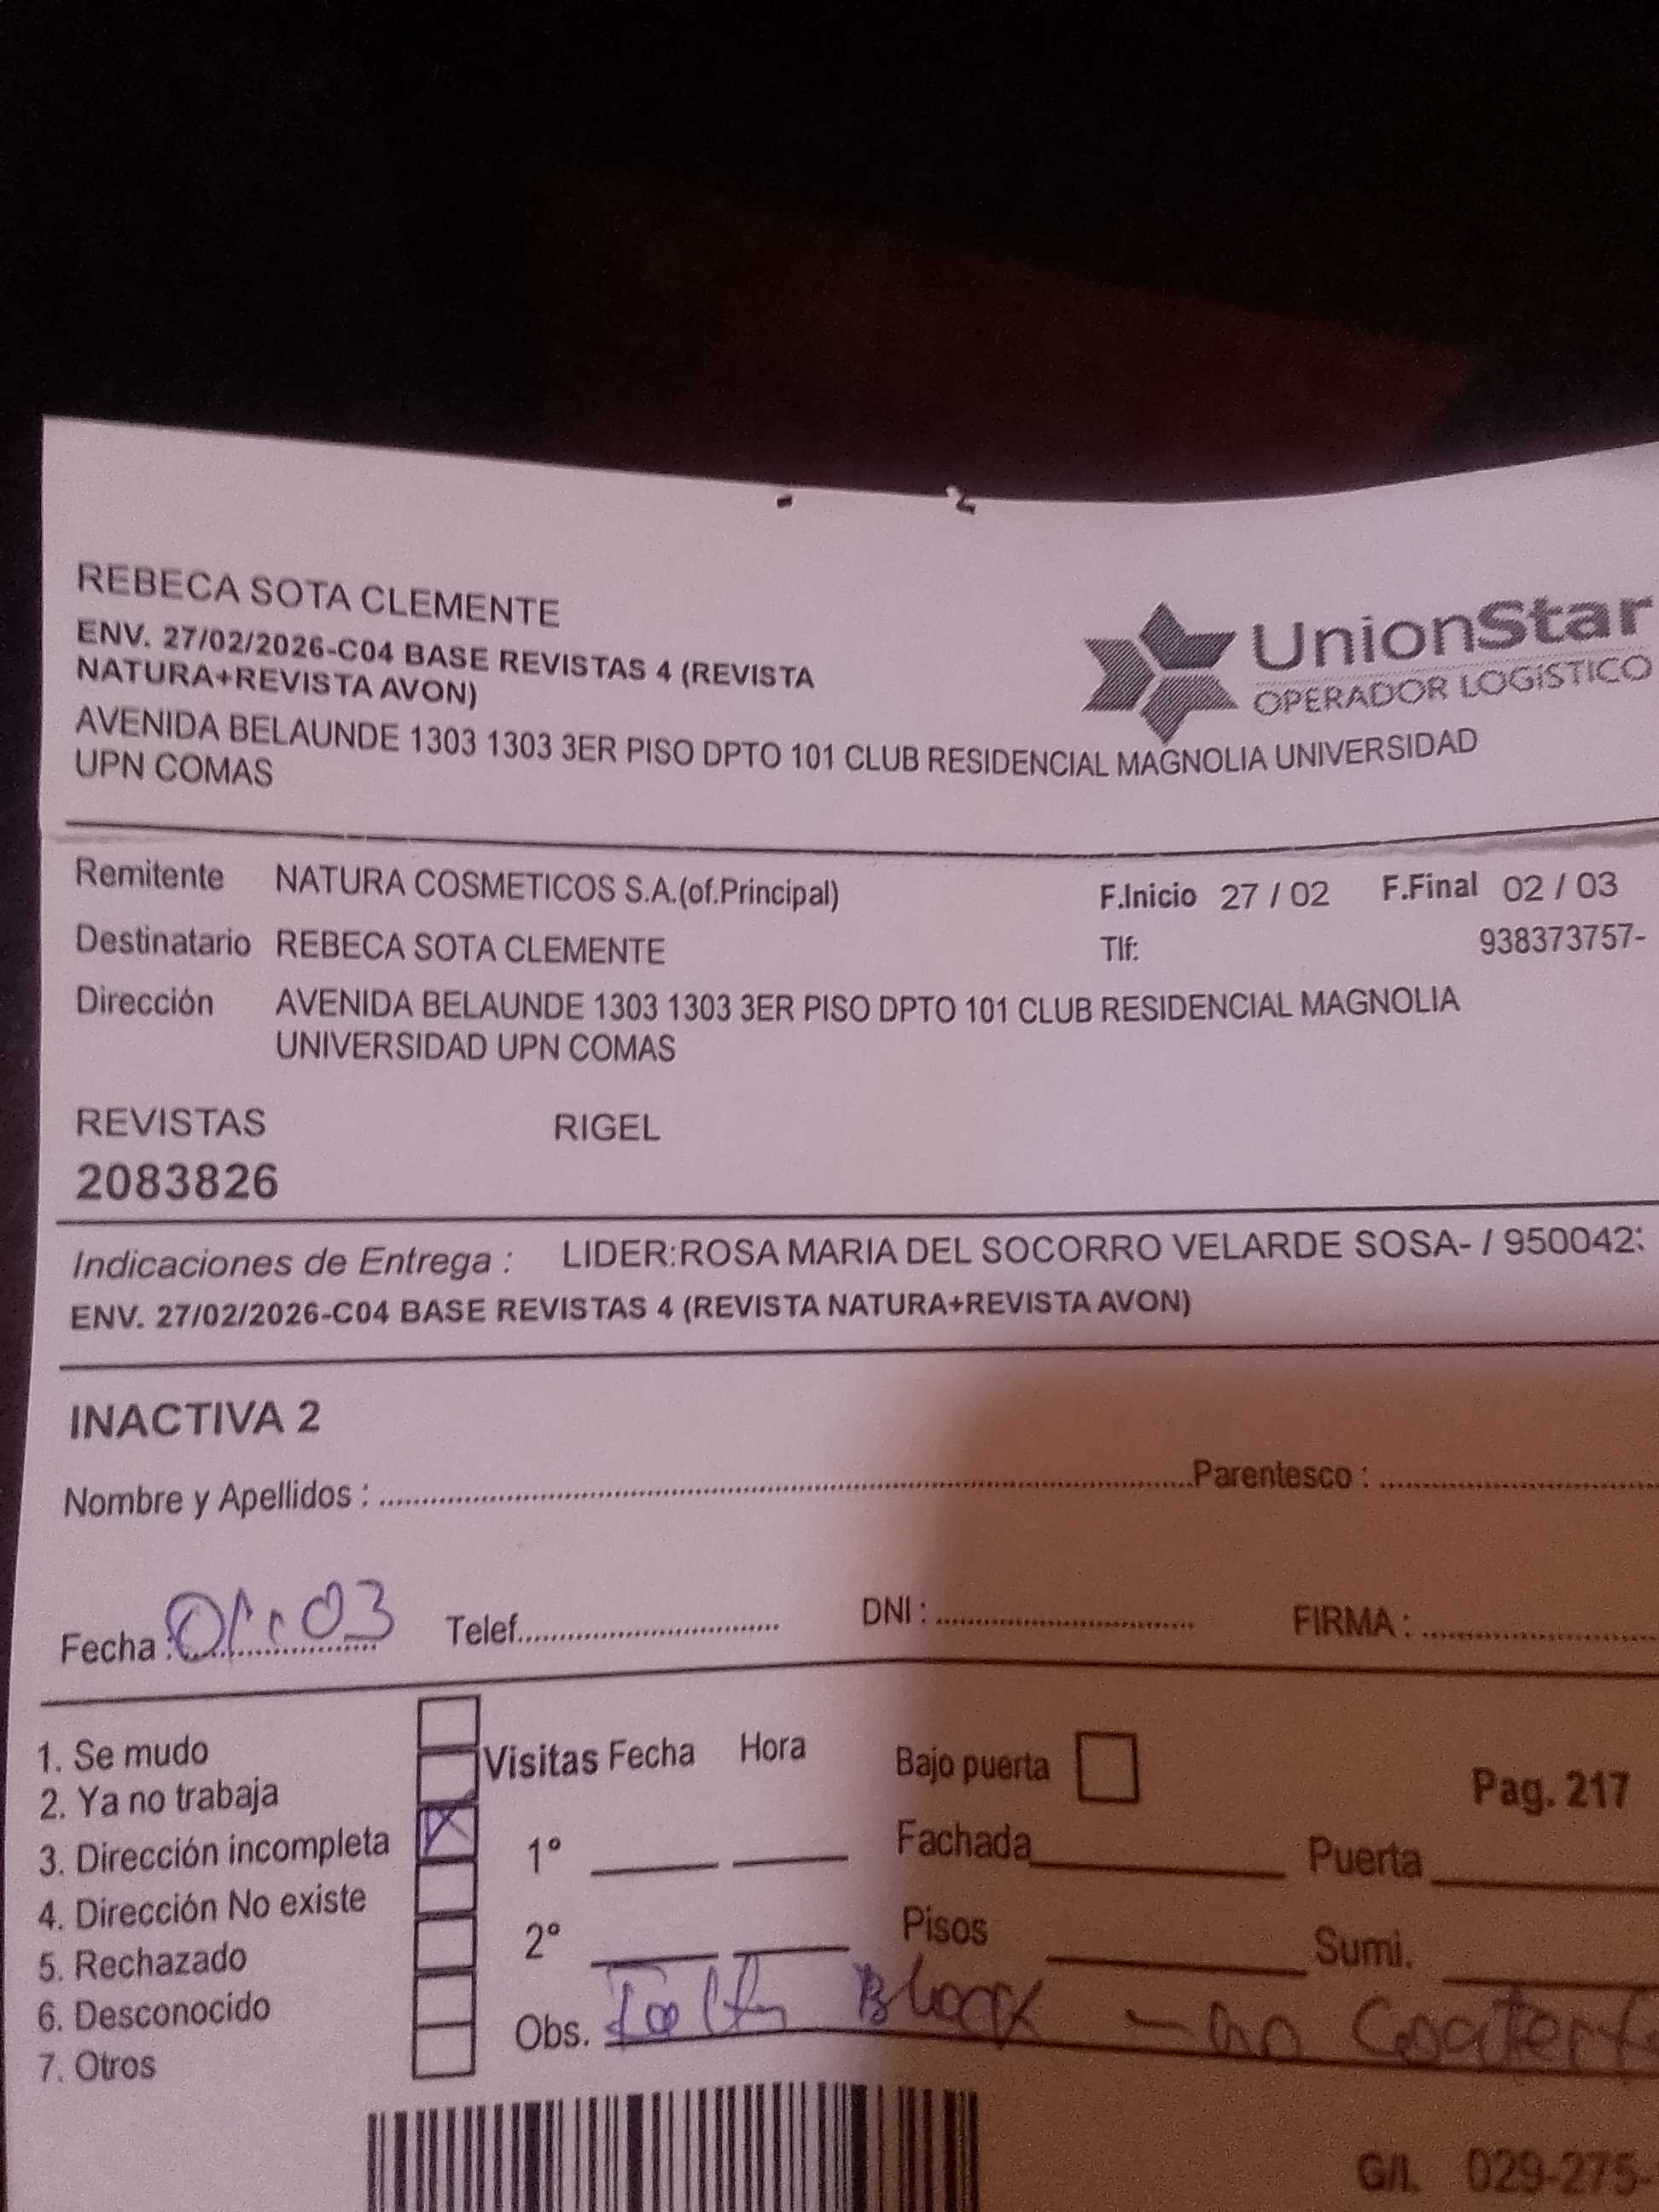 REBECA SOTA CLEMENTE
ENV. 27/02/2026-C04 BASE REVISTAS 4 (REVISTA
NATURA+REVISTA AVON)
UnionStar
OPERADOR LOGÍSTICO
AVENIDA BELAUNDE 1303 1303 3ER PISO DPTO 101 CLUB RESIDENCIAL MAGNOLIA UNIVERSIDAD
UPN COMAS
Remitente NATURA COSMETICOS S.A.(of.Principal) F.Inicio 27 / 02 F.Final 02 / 03
Destinatario REBECA SOTA CLEMENTE Tlf: 938373757-
Dirección AVENIDA BELAUNDE 1303 1303 3ER PISO DPTO 101 CLUB RESIDENCIAL MAGNOLIA
UNIVERSIDAD UPN COMAS
REVISTAS RIGEL
2083826
Indicaciones de Entrega : LIDER:ROSA MARIA DEL SOCORRO VELARDE SOSA- / 950042
ENV. 27/02/2026-C04 BASE REVISTAS 4 (REVISTA NATURA+REVISTA AVON)
INACTIVA 2
Nombre y Apellidos : Parentesco :
Fecha : 01 03 Telef. DNI : FIRMA :
1. Se mudo
2. Ya no trabaja
3. Dirección incompleta
4. Dirección No existe
5. Rechazado
6. Desconocido
7. Otros
Visitas Fecha Hora
1°
2°
Bajo puerta
Pag. 217
Fachada Puerta
Pisos Sumi.
Obs. Block - no
G/L 029-275-